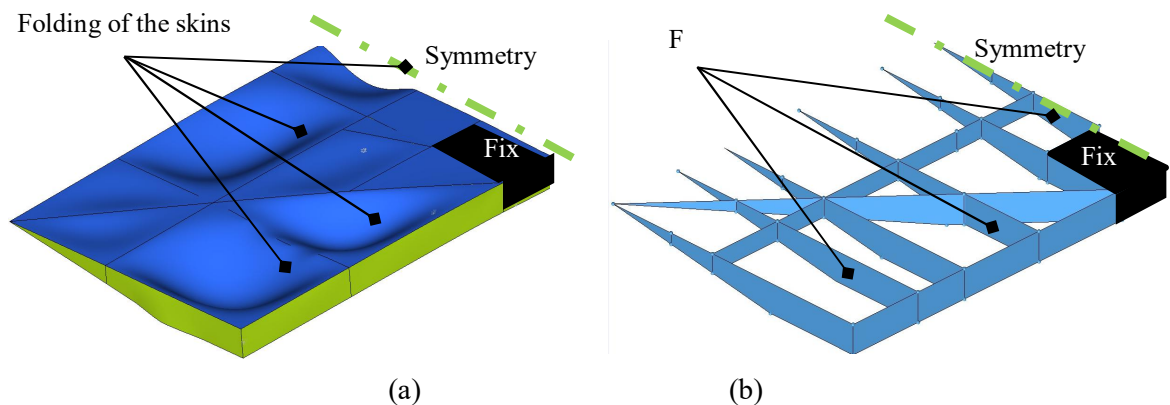 Folding of the skins
Symmetry
Fix
(a)
F
Symmetry
Fix
(b)